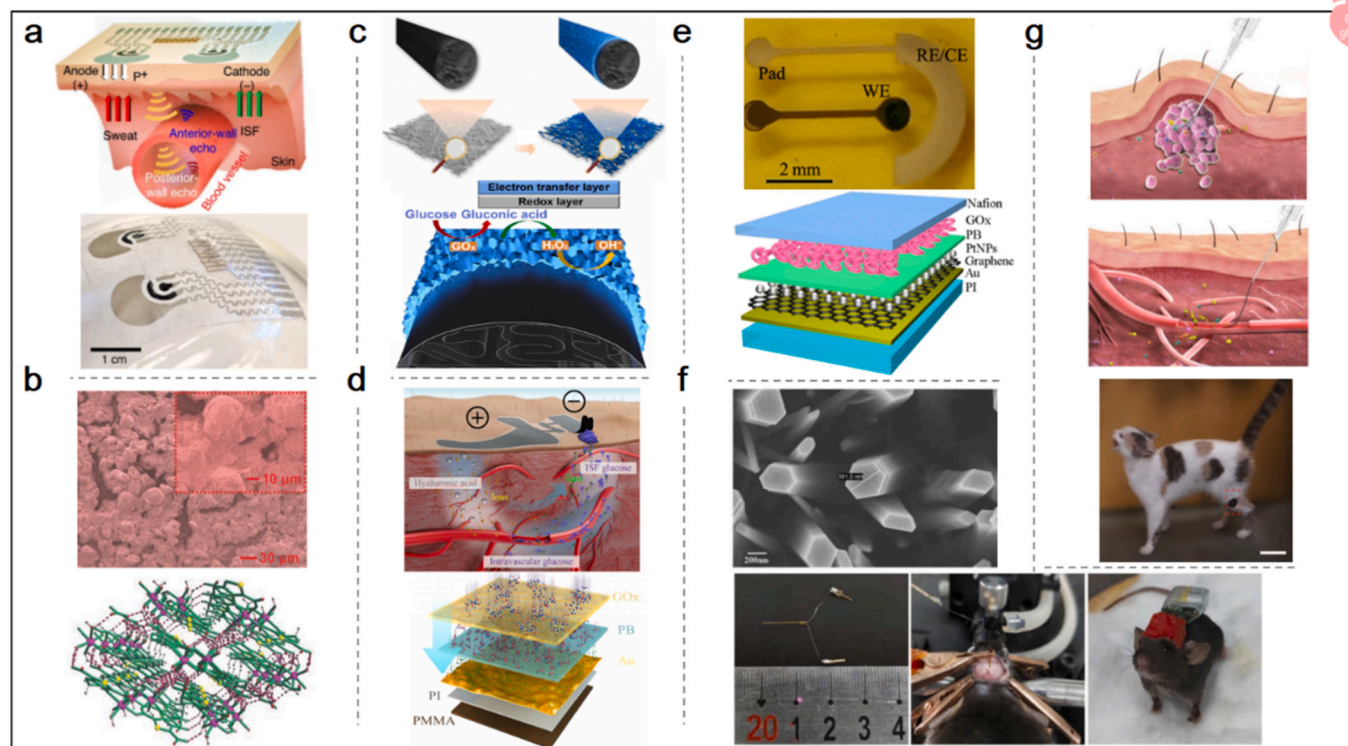 a
Anode
(+)
P+
Cathode
(−)
Sweat
Anterior-wall
echo
ISF
Posterior-
wall echo
Skin
Blood vessel
1 cm
b
10 μm
30 μm
c
Electron transfer layer
Redox layer
Glucose Gluconic acid
GOx
H₂O₂
OH⁻
d
+
−
ISF glucose
Hyaluronic acid
Ions
Intravascular glucose
GOx
PB
Au
PI
PMMA
e
Pad
RE/CE
WE
2 mm
Nafion
GOx
PB
PtNPs
Graphene
Au
PI
f
200nm
20 1 2 3 4
g